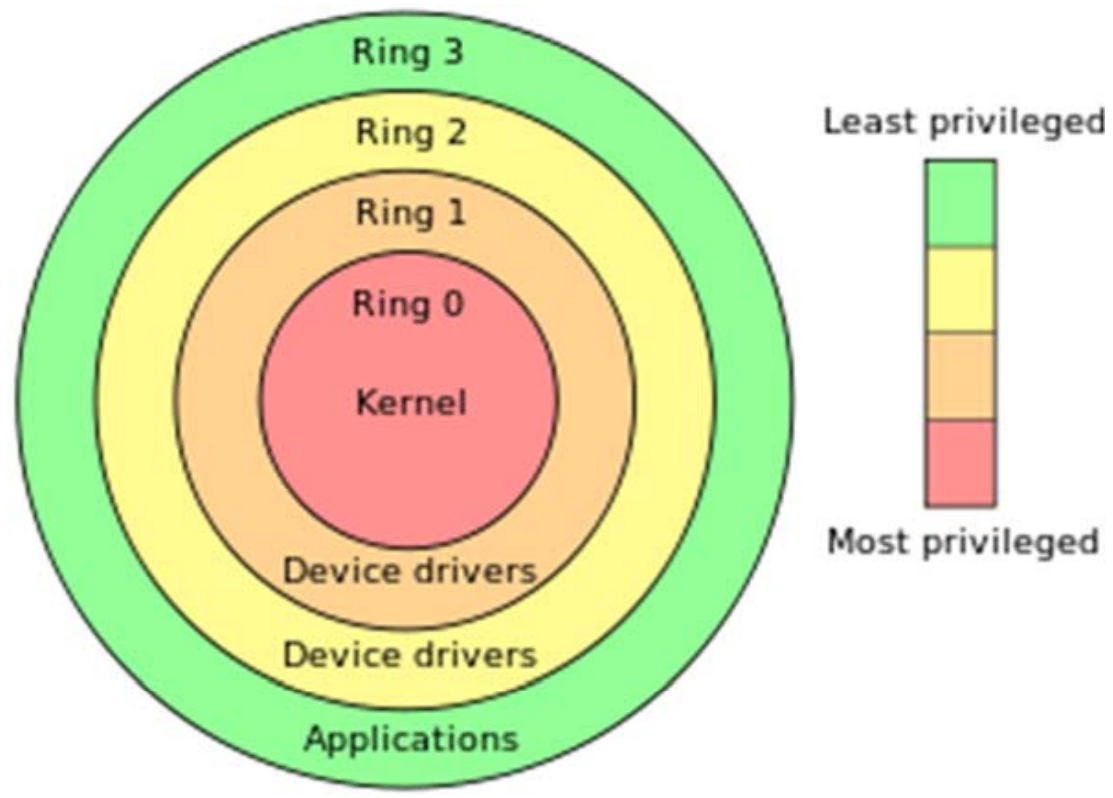 Ring 3
Ring 2
Ring 1
Ring 0
Kernel
Device drivers
Device drivers
Applications
Least privileged
Most privileged